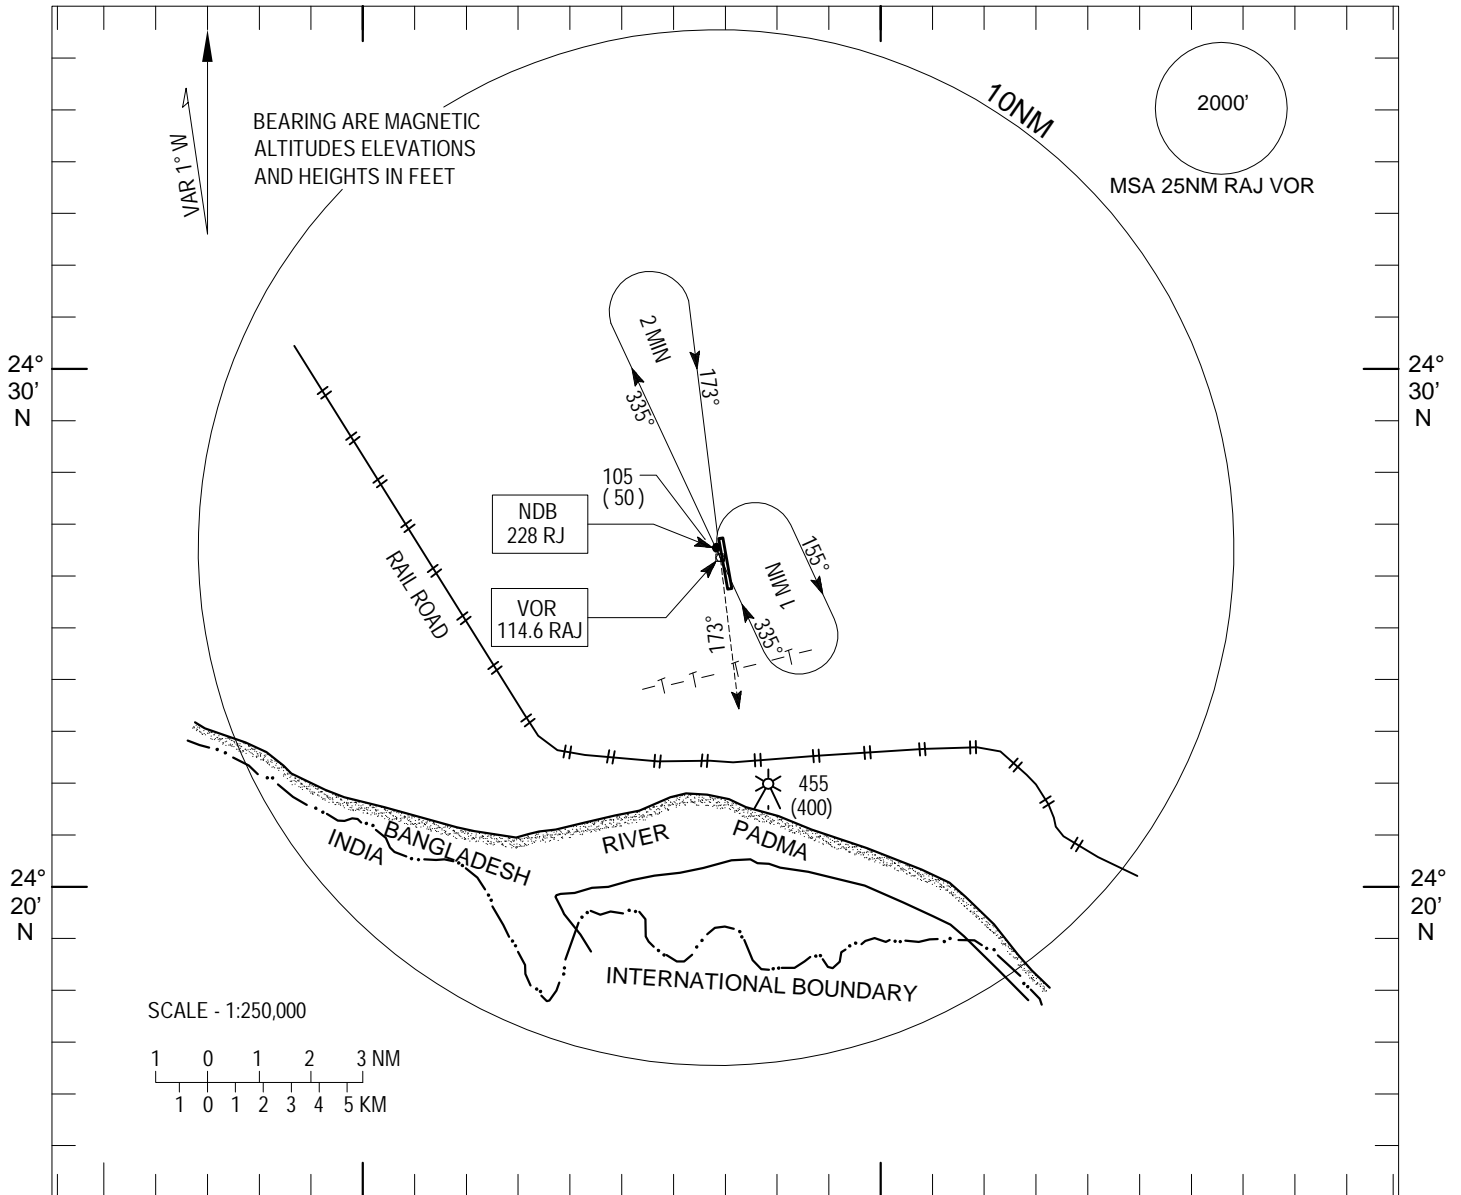 10NM
2000'
MSA 25NM RAJ VOR
VAR 1° W
BEARING ARE MAGNETIC
ALTITUDES ELEVATIONS
AND HEIGHTS IN FEET
24°
30'
N
24°
30'
N
2 MIN
173°
335°
105
( 50 )
NDB
228 RJ
VOR
114.6 RAJ
RAIL ROAD
155°
1 MIN
335°
173°
455
(400)
INDIA
BANGLADESH
RIVER
PADMA
24°
20'
N
24°
20'
N
INTERNATIONAL BOUNDARY
SCALE - 1:250,000
1 0 1 2 3 NM
1 0 1 2 3 4 5 KM